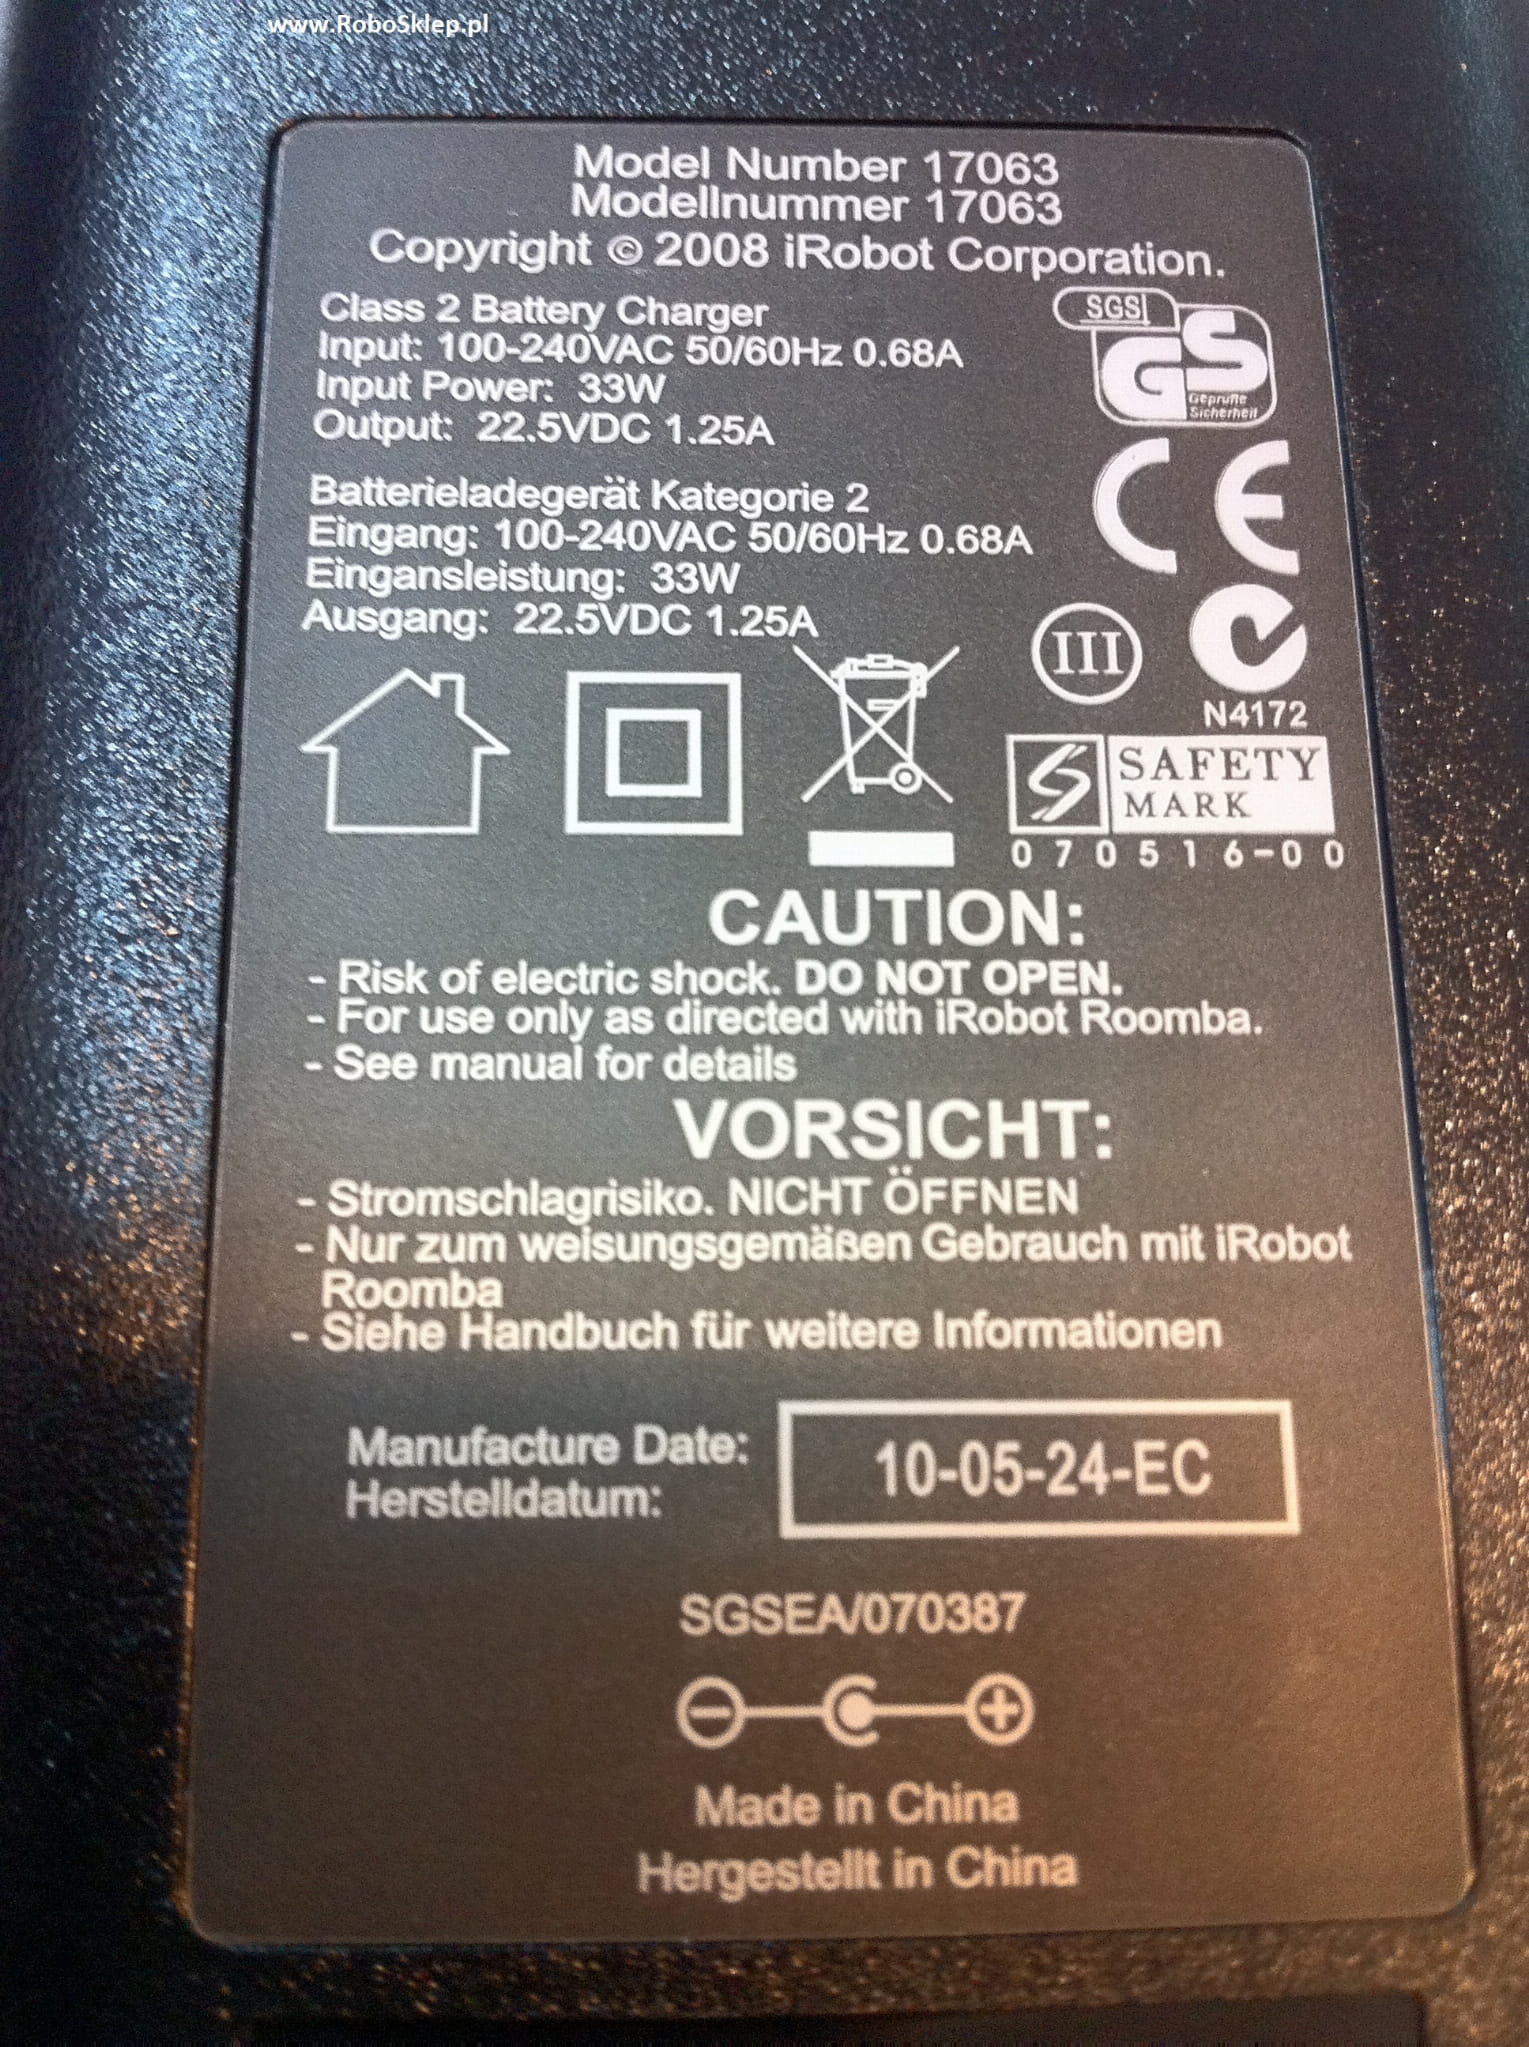 www.RoboSklep.pl
Model Number 17063
Modellnummer 17063
Copyright © 2008 iRobot Corporation.
Class 2 Battery Charger
Input: 100-240VAC 50/60Hz 0.68A
Input Power: 33W
Output: 22.5VDC 1.25A
SGS
GS
Geprüfte
Sicherheit
Batterieladegerät Kategorie 2
Eingang: 100-240VAC 50/60Hz 0.68A
Eingansleistung: 33W
Ausgang: 22.5VDC 1.25A
CE
III
N4172
SAFETY
MARK
070516-00
CAUTION:
- Risk of electric shock. DO NOT OPEN.
- For use only as directed with iRobot Roomba.
- See manual for details
VORSICHT:
- Stromschlagrisiko. NICHT ÖFFNEN
- Nur zum weisungsgemäßen Gebrauch mit iRobot
Roomba
- Siehe Handbuch für weitere Informationen
Manufacture Date:
Herstelldatum:
10-05-24-EC
SGSEA/070387
Made in China
Hergestellt in China